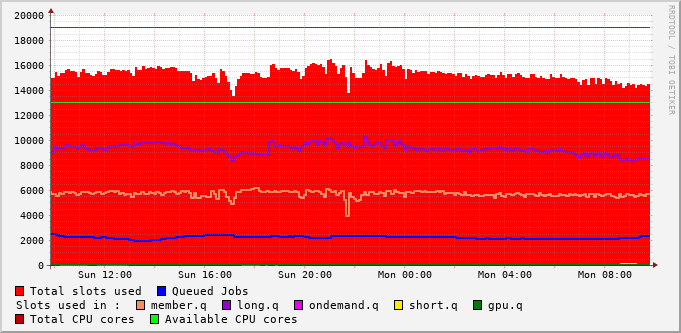 20000
18000
16000
14000
12000
10000
8000
6000
4000
2000
0
Sun 12:00 Sun 16:00 Sun 20:00 Mon 00:00 Mon 04:00 Mon 08:00
Total slots used Queued Jobs
Slots used in : member.q long.q ondemand.q short.q gpu.q
Total CPU cores Available CPU cores
RRDTOOL / TOBI OETIKER